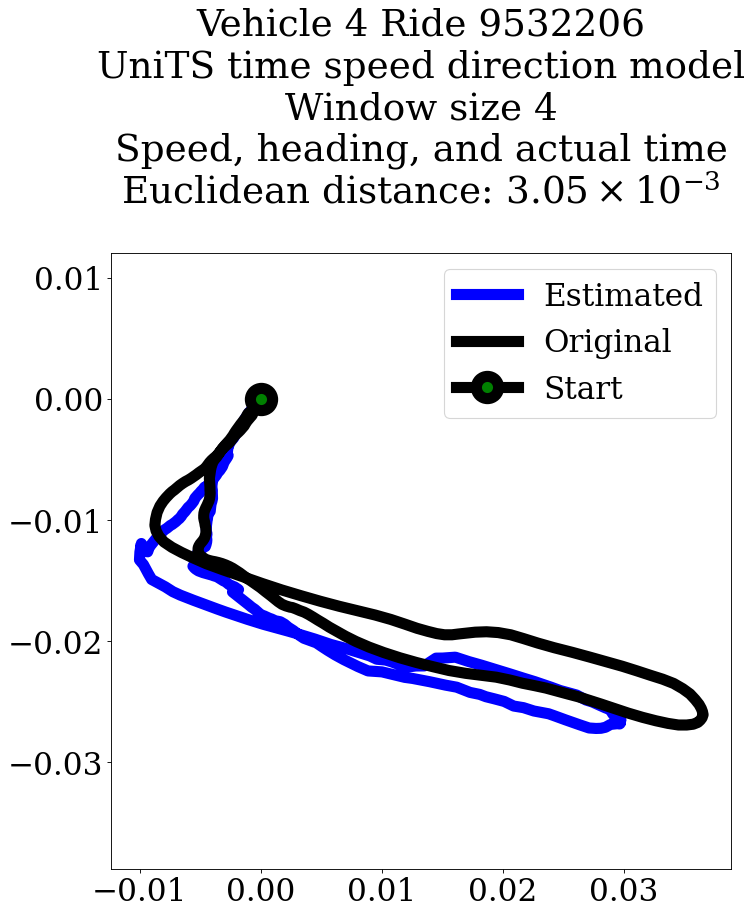 Vehicle 4 Ride 9532206
UniTS time speed direction model
Window size 4
Speed, heading, and actual time
Euclidean distance: 3.05 × 10⁻³
0.01
Estimated
Original
Start
0.00
−0.01
−0.02
−0.03
−0.01 0.00 0.01 0.02 0.03